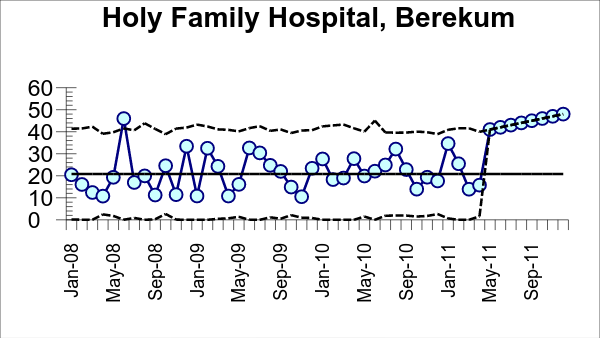 Holy Family Hospital, Berekum
60
50
40
30
20
10
0
Jan-08
May-08
Sep-08
Jan-09
May-09
Sep-09
Jan-10
May-10
Sep-10
Jan-11
May-11
Sep-11